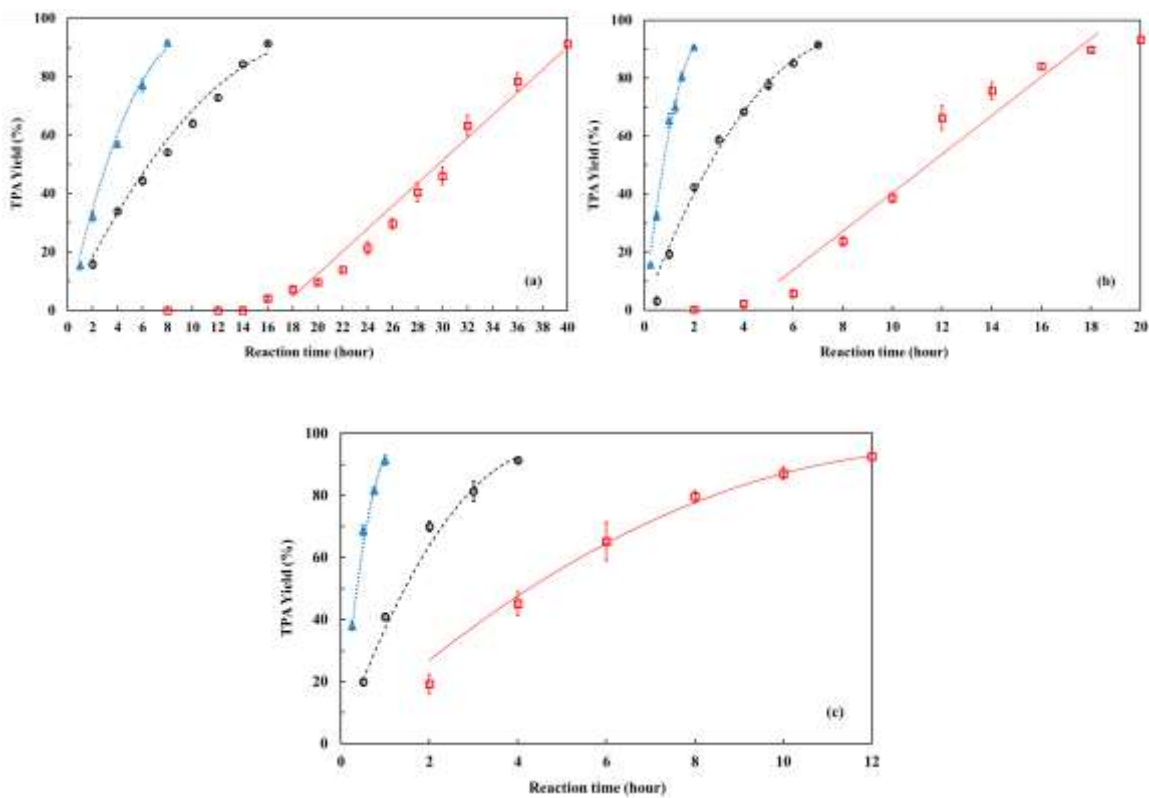 100
80
60
40
20
0
TPA Yield (%)
0 2 4 6 8 10 12 14 16 18 20 22 24 26 28 30 32 34 36 38 40
Reaction time (hour)
(a)
100
80
60
40
20
0
TPA Yield (%)
0 2 4 6 8 10 12 14 16 18 20
Reaction time (hour)
(b)
100
80
60
40
20
0
TPA Yield (%)
0 2 4 6 8 10 12
Reaction time (hour)
(c)